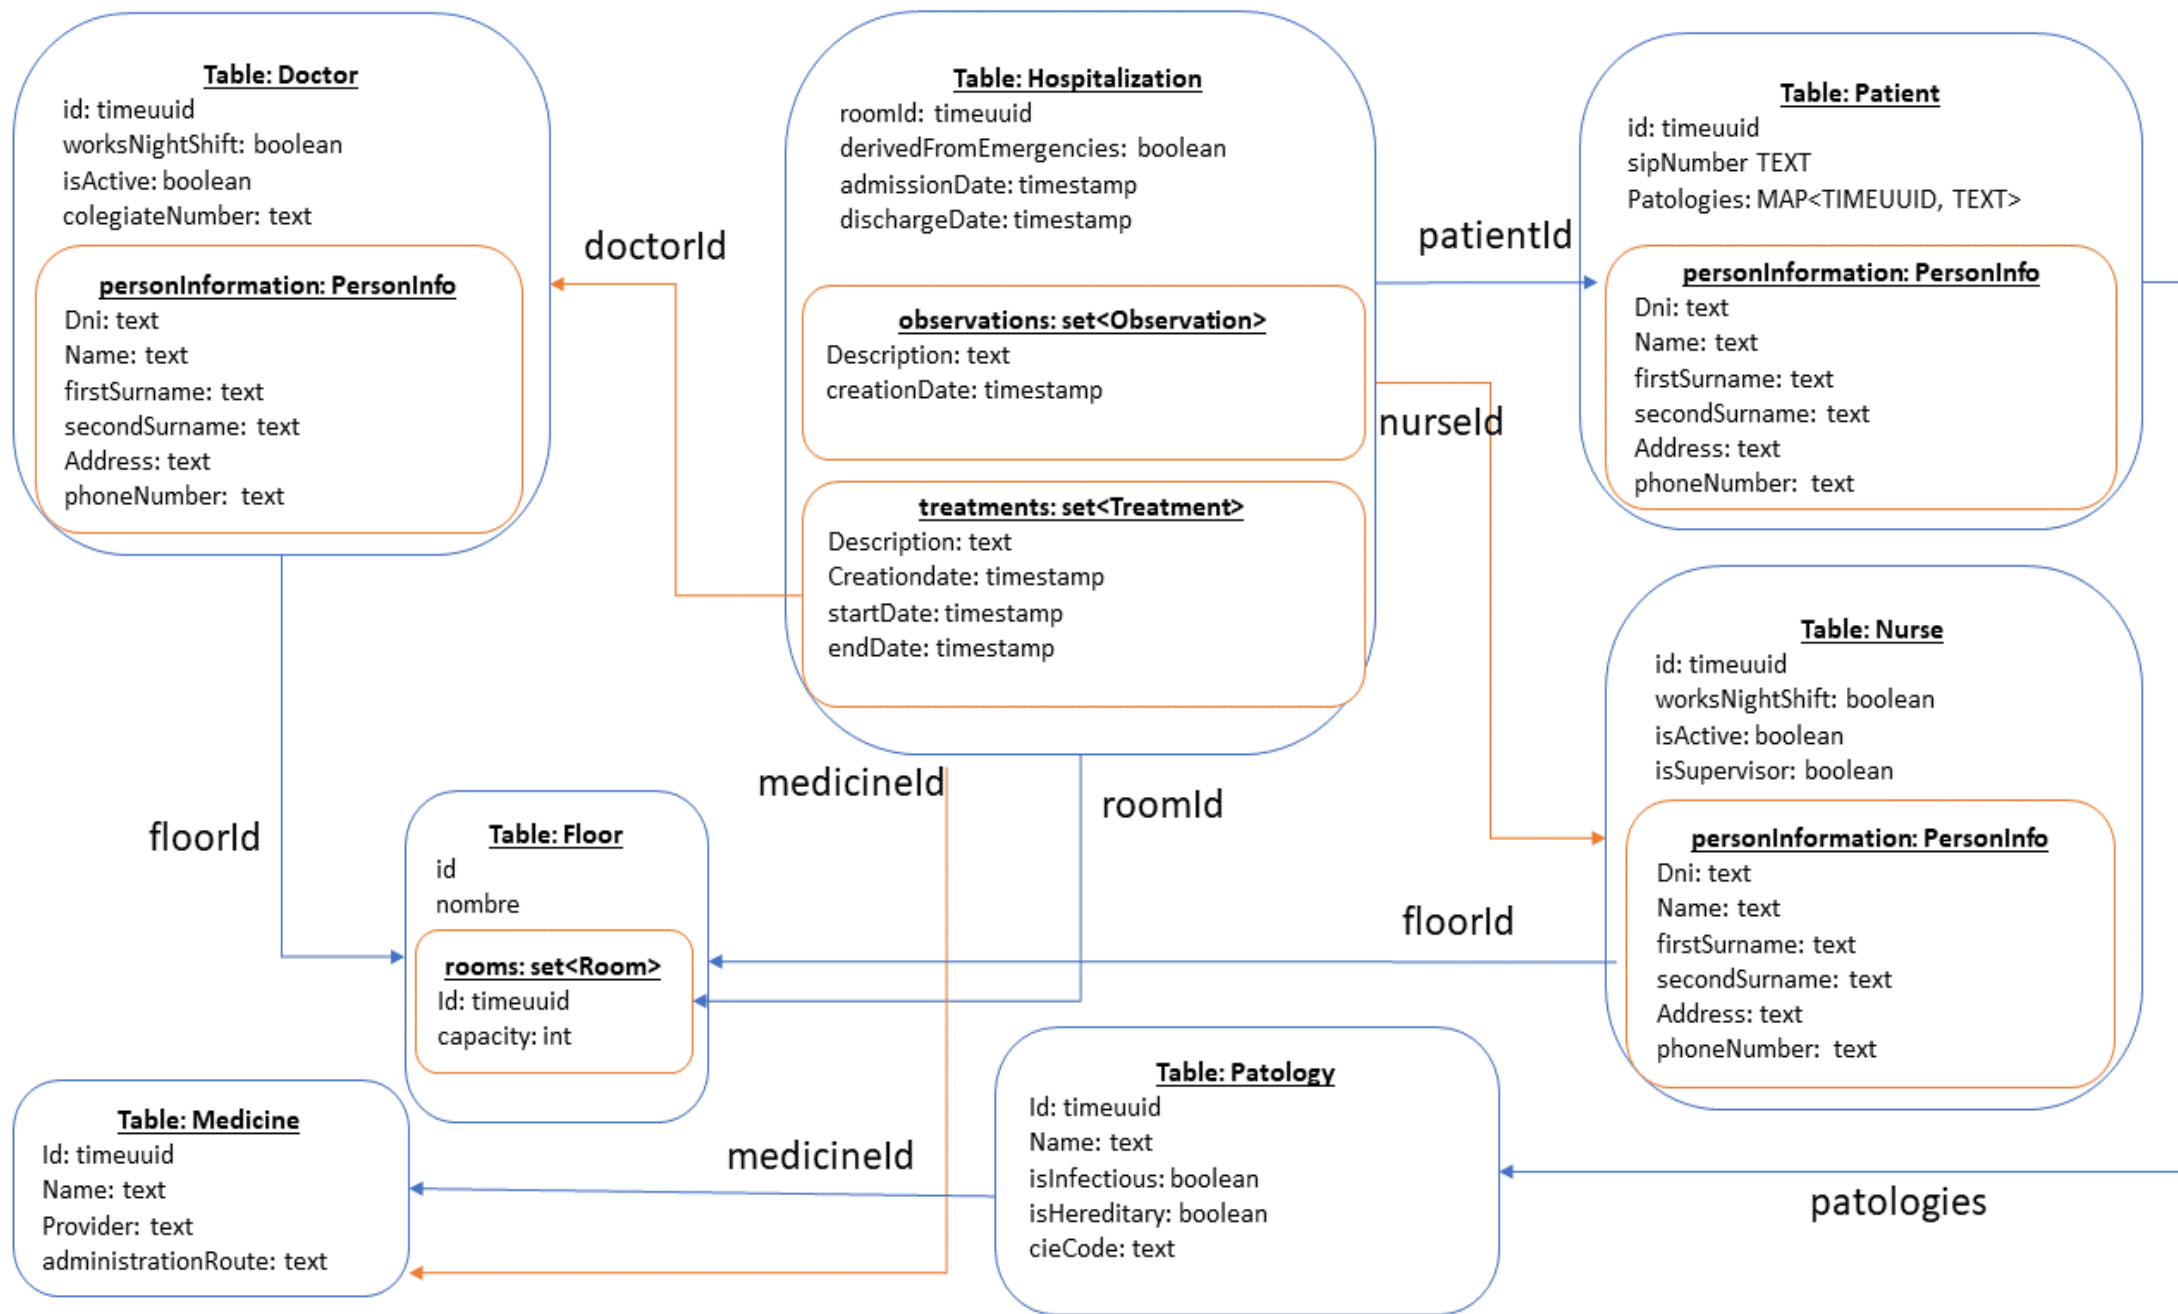 Table: Doctor
id: timeuuid
worksNightShift: boolean
isActive: boolean
colegiateNumber: text
personInformation: PersonInfo
Dni: text
Name: text
firstSurname: text
secondSurname: text
Address: text
phoneNumber: text
doctorId
Table: Hospitalization
roomId: timeuuid
derivedFromEmergencies: boolean
admissionDate: timestamp
dischargeDate: timestamp
observations: set<Observation>
Description: text
creationDate: timestamp
treatments: set<Treatment>
Description: text
Creationdate: timestamp
startDate: timestamp
endDate: timestamp
patientId
nurseId
Table: Patient
id: timeuuid
sipNumber TEXT
Patologies: MAP<TIMEUUID, TEXT>
personInformation: PersonInfo
Dni: text
Name: text
firstSurname: text
secondSurname: text
Address: text
phoneNumber: text
Table: Nurse
id: timeuuid
worksNightShift: boolean
isActive: boolean
isSupervisor: boolean
personInformation: PersonInfo
Dni: text
Name: text
firstSurname: text
secondSurname: text
Address: text
phoneNumber: text
floorId
medicineId
roomId
floorId
Table: Floor
id
nombre
rooms: set<Room>
Id: timeuuid
capacity: int
Table: Medicine
Id: timeuuid
Name: text
Provider: text
administrationRoute: text
medicineId
Table: Patology
Id: timeuuid
Name: text
isInfectious: boolean
isHereditary: boolean
cieCode: text
patologies